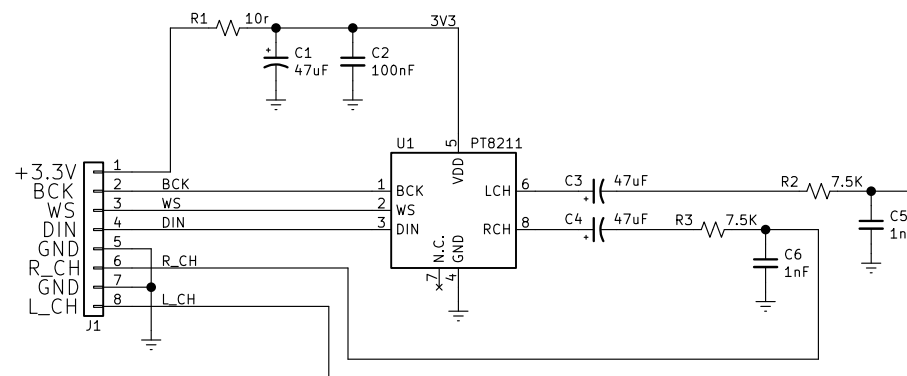 R1 10r
3V3
+ C1
47uF
C2
100nF
U1 PT8211
5
VDD
+3.3V 1
BCK 2 BCK 1 BCK
WS 3 WS 2 WS
DIN 4 DIN 3 DIN
GND 5
R_CH 6 R_CH
GND 7
L_CH 8 L_CH
J1
LCH 6 C3 + 47uF R2 7.5K
RCH 8 C4 + 47uF R3 7.5K
N.C. GND
7 4
C5
1n
C6
1nF